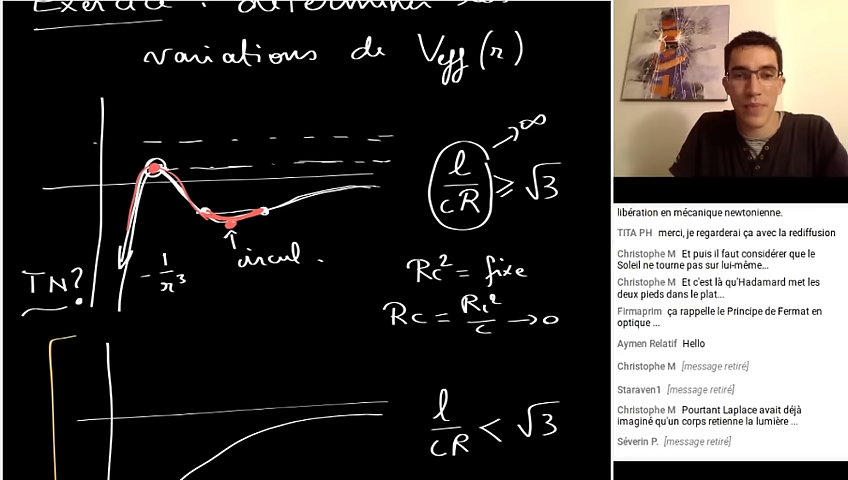 Exercice : déterminer les
variations de Veff(r)
l/cR ≥ √3
→∞
circul.
-1/r³
TN?
Rc² = fixe
Rc = Rc²/c → 0
l/cR < √3
libération en mécanique newtonienne.
TITA PH merci, je regarderai ça avec la rediffusion
Christophe M Et puis il faut considérer que le
Soleil ne tourne pas sur lui-même...
Christophe M Et c'est là qu'Hadamard met les
deux pieds dans le plat...
Firmaprim ça rappelle le Principe de Fermat en
optique ...
Aymen Relatif Hello
Christophe M [message retiré]
Staraven1 [message retiré]
Christophe M Pourtant Laplace avait déjà
imaginé qu'un corps retienne la lumière ...
Séverin P. [message retiré]